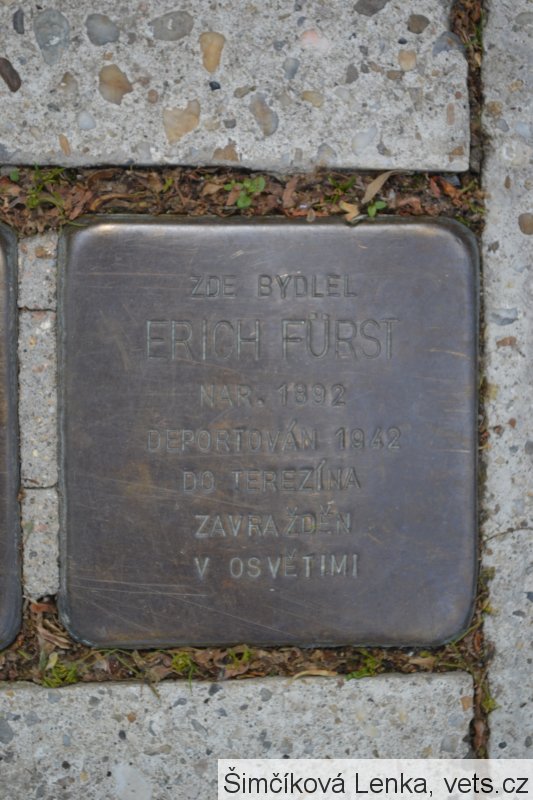 ZDE BYDLEL
ERICH FÜRST
NAR. 1892
DEPORTOVÁN 1942
DO TEREZÍNA
ZAVRAŽDĚN
V OSVĚTIMI
Šimčíková Lenka, vets.cz